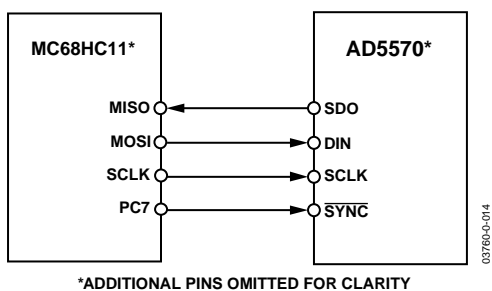 MC68HC11*
AD5570*
MISO
SDO
MOSI
DIN
SCLK
SCLK
PC7
SYNC
03760-0-014
*ADDITIONAL PINS OMITTED FOR CLARITY